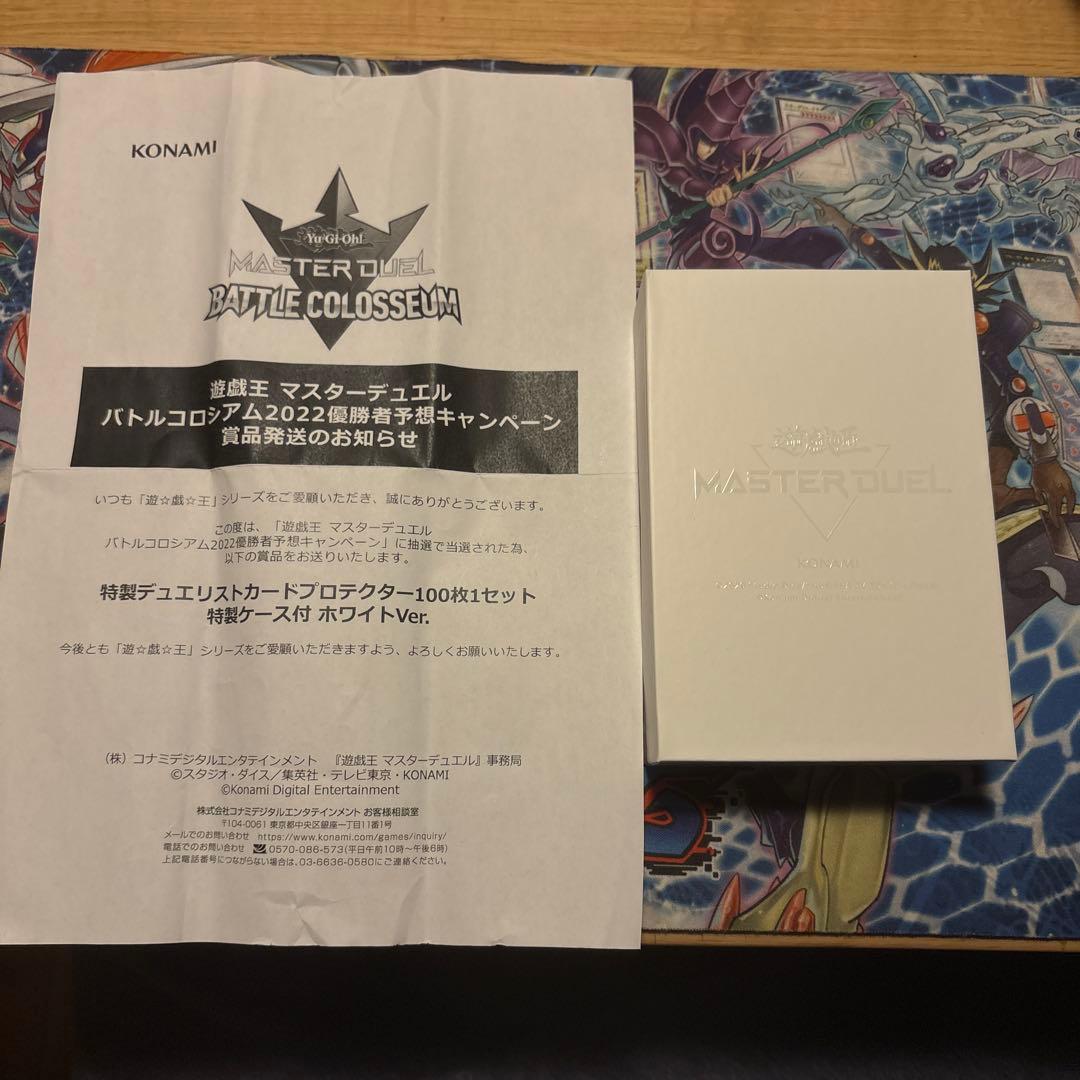 KONAMI
Yu-Gi-Oh!
MASTER DUEL
BATTLE COLOSSEUM
遊戯王 マスターデュエル
バトルコロシアム2022優勝者予想キャンペーン
賞品発送のお知らせ
いつも「遊☆戯☆王」シリーズをご愛顧いただき、誠にありがとうございます。
この度は、「遊戯王 マスターデュエル
バトルコロシアム2022優勝者予想キャンペーン」に抽選で当選された為、
以下の賞品をお送りいたします。
特製デュエリストカードプロテクター100枚1セット
特製ケース付 ホワイトVer.
今後とも「遊☆戯☆王」シリーズをご愛顧いただきますよう、よろしくお願いいたします。
(株) コナミデジタルエンタテインメント 『遊戯王 マスターデュエル』事務局
©スタジオ・ダイス／集英社・テレビ東京・KONAMI
©Konami Digital Entertainment
株式会社コナミデジタルエンタテインメント お客様相談室
〒104-0061 東京都中央区銀座一丁目11番1号
メールでのお問い合わせ https://www.konami.com/games/inquiry/
電話でのお問い合わせ 0570-086-573(平日午前10時～午後6時)
上記電話番号につながらない場合は、03-6636-0580にご連絡ください。
遊戯王
MASTER DUEL
KONAMI